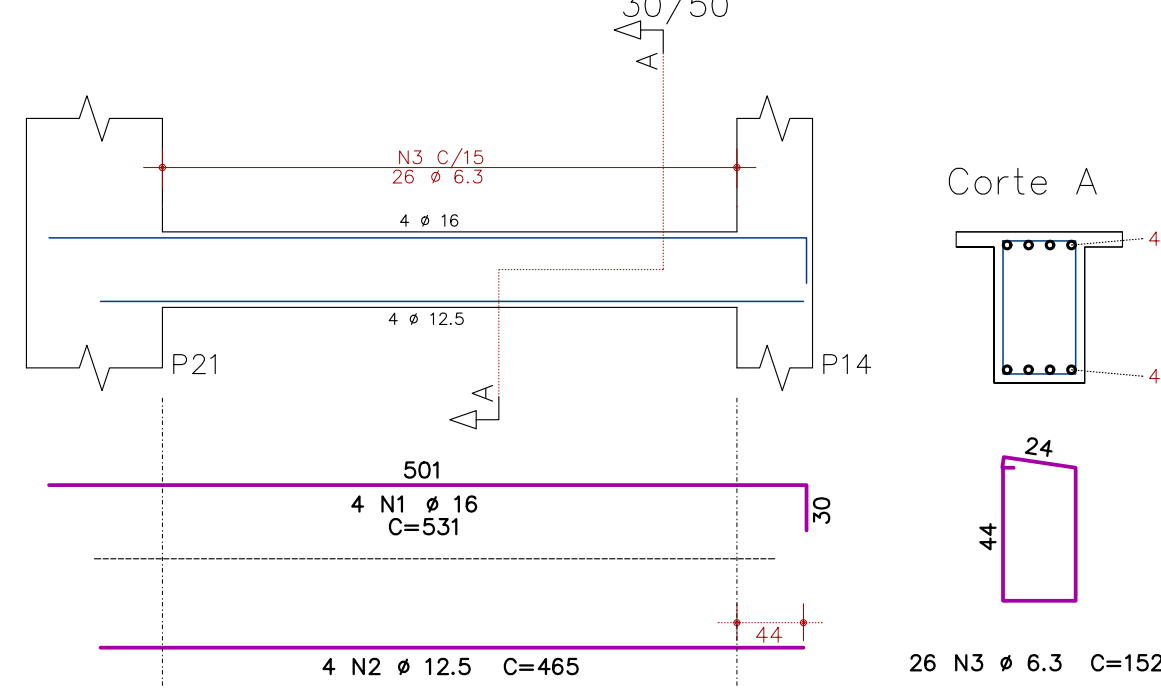 30/50
A
N3 C/15
26 ø 6.3
Corte A
4 ø 16
4
4 ø 12.5
P21
P14
4
A
24
501
4 N1 ø 16
C=531
30
44
44
4 N2 ø 12.5 C=465
26 N3 ø 6.3 C=152